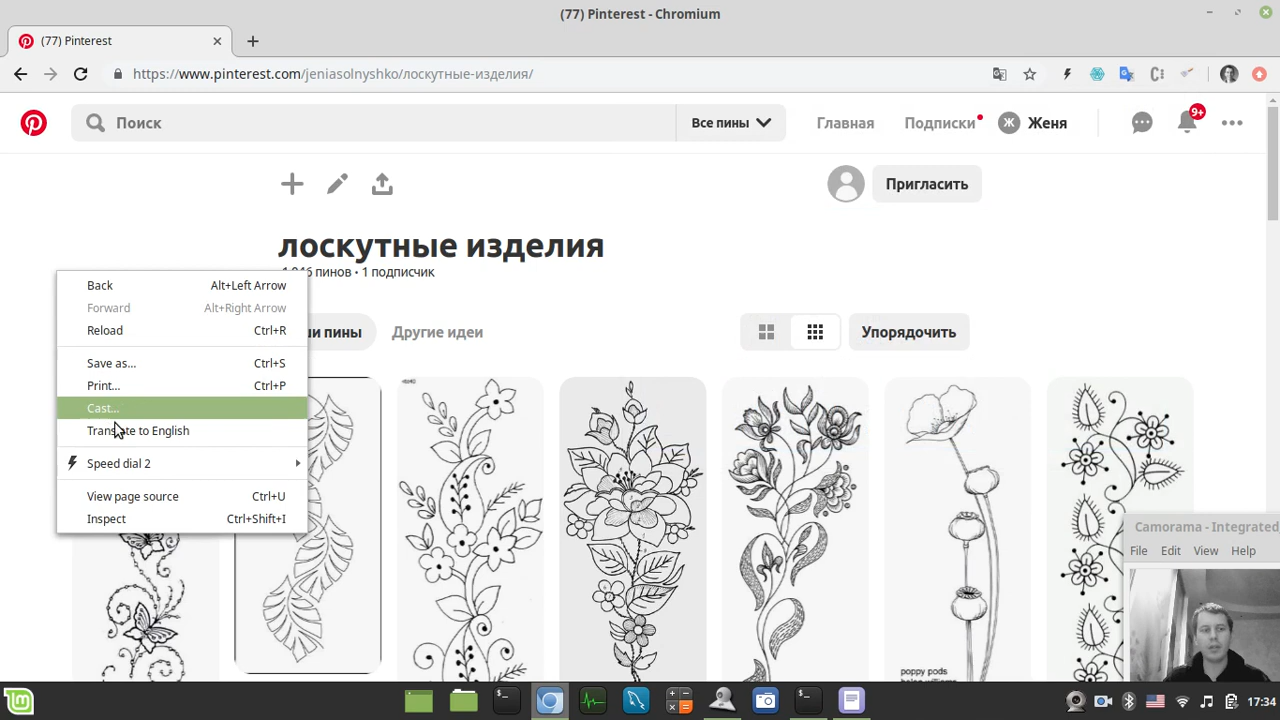 (77) Pinterest - Chromium
(77) Pinterest
https://www.pinterest.com/jeniasolnyshko/лоскутные-изделия/
Поиск
Все пины
Главная
Подписки
Ж
Женя
9+
Пригласить
лоскутные изделия
пинов • 1 подписчик
Back Alt+Left Arrow
Forward Alt+Right Arrow
Reload Ctrl+R
Save as... Ctrl+S
Print... Ctrl+P
Cast...
Translate to English
Speed dial 2
View page source Ctrl+U
Inspect Ctrl+Shift+I
пины
Другие идеи
Упорядочить
poppy pods
Camorama - Integrated
File Edit View Help
17:34